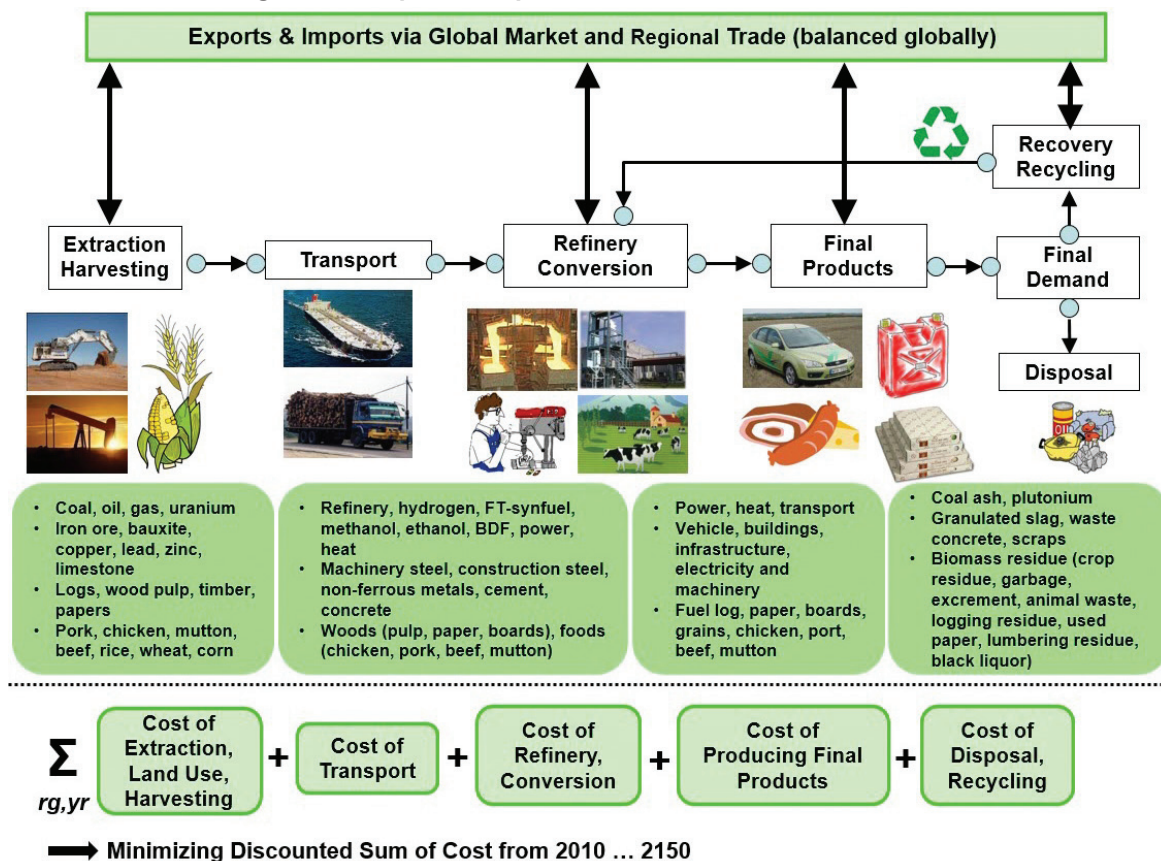 Exports & Imports via Global Market and Regional Trade (balanced globally)
Recovery
Recycling
Extraction
Harvesting
Transport
Refinery
Conversion
Final
Products
Final
Demand
Disposal
• Coal, oil, gas, uranium
• Iron ore, bauxite,
copper, lead, zinc,
limestone
• Logs, wood pulp, timber,
papers
• Pork, chicken, mutton,
beef, rice, wheat, corn
• Refinery, hydrogen, FT-synfuel,
methanol, ethanol, BDF, power,
heat
• Machinery steel, construction steel,
non-ferrous metals, cement,
concrete
• Woods (pulp, paper, boards), foods
(chicken, pork, beef, mutton)
• Power, heat, transport
• Vehicle, buildings,
infrastructure,
electricity and
machinery
• Fuel log, paper, boards,
grains, chicken, port,
beef, mutton
• Coal ash, plutonium
• Granulated slag, waste
concrete, scraps
• Biomass residue (crop
residue, garbage,
excrement, animal waste,
logging residue, used
paper, lumbering residue,
black liquor)
Σ
rg,yr
Cost of
Extraction,
Land Use,
Harvesting
+
Cost of
Transport
+
Cost of
Refinery,
Conversion
+
Cost of
Producing Final
Products
+
Cost of
Disposal,
Recycling
Minimizing Discounted Sum of Cost from 2010 … 2150